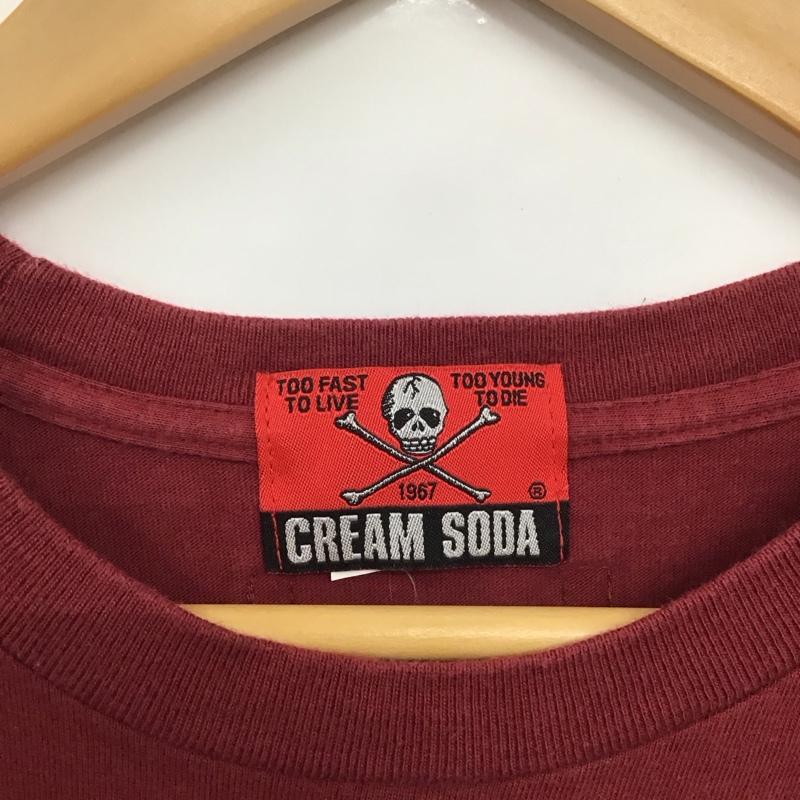 TOO FAST
TO LIVE
TOO YOUNG
TO DIE
1967
®
CREAM SODA